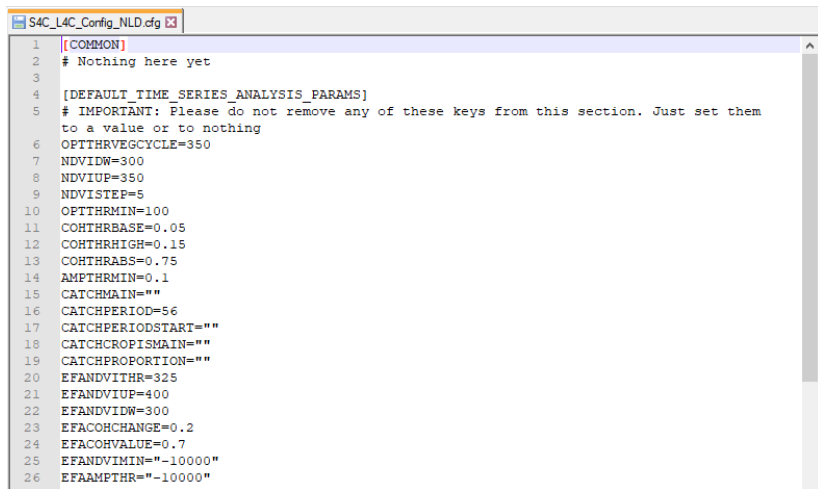 S4C_L4C_Config_NLD.cfg
1 [COMMON]
2 # Nothing here yet
3
4 [DEFAULT_TIME_SERIES_ANALYSIS_PARAMS]
5 # IMPORTANT: Please do not remove any of these keys from this section. Just set them
to a value or to nothing
6 OPTTHRVEGCYCLE=350
7 NDVIDW=300
8 NDVIUP=350
9 NDVISTEP=5
10 OPTTHRMIN=100
11 COHTHRBASE=0.05
12 COHTHRHIGH=0.15
13 COHTHRABS=0.75
14 AMPTHRMIN=0.1
15 CATCHMAIN=""
16 CATCHPERIOD=56
17 CATCHPERIODSTART=""
18 CATCHCROPISMAIN=""
19 CATCHPROPORTION=""
20 EFANDVITHR=325
21 EFANDVIUP=400
22 EFANDVIDW=300
23 EFACOHCHANGE=0.2
24 EFACOHVALUE=0.7
25 EFANDVIMIN="-10000"
26 EFAAMPTHR="-10000"